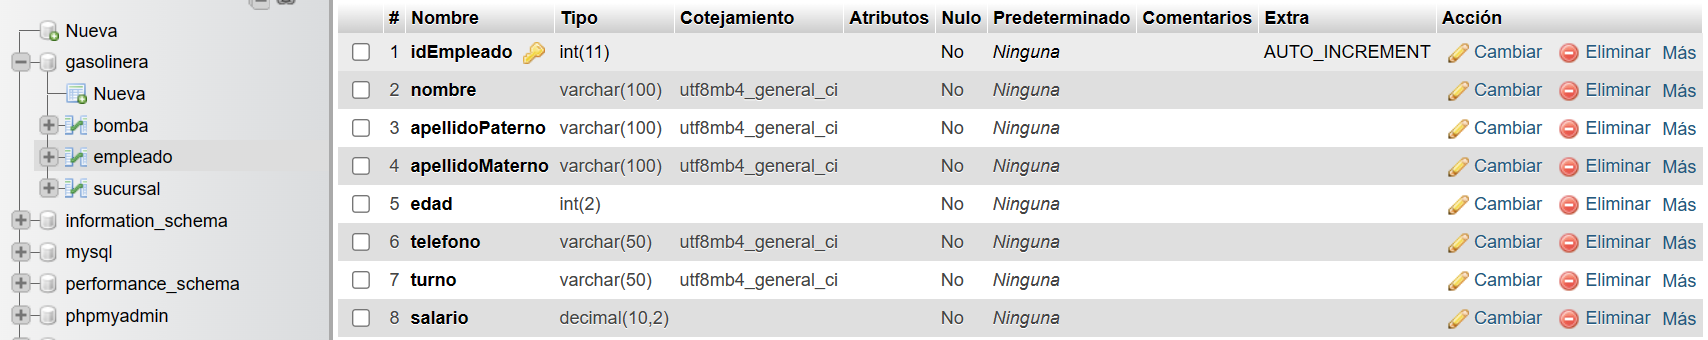 Nueva
gasolinera
Nueva
bomba
empleado
sucursal
information_schema
mysql
performance_schema
phpmyadmin
# Nombre Tipo Cotejamiento Atributos Nulo Predeterminado Comentarios Extra Acción
1 idEmpleado int(11) No Ninguna AUTO_INCREMENT Cambiar Eliminar Más
2 nombre varchar(100) utf8mb4_general_ci No Ninguna Cambiar Eliminar Más
3 apellidoPaterno varchar(100) utf8mb4_general_ci No Ninguna Cambiar Eliminar Más
4 apellidoMaterno varchar(100) utf8mb4_general_ci No Ninguna Cambiar Eliminar Más
5 edad int(2) No Ninguna Cambiar Eliminar Más
6 telefono varchar(50) utf8mb4_general_ci No Ninguna Cambiar Eliminar Más
7 turno varchar(50) utf8mb4_general_ci No Ninguna Cambiar Eliminar Más
8 salario decimal(10,2) No Ninguna Cambiar Eliminar Más